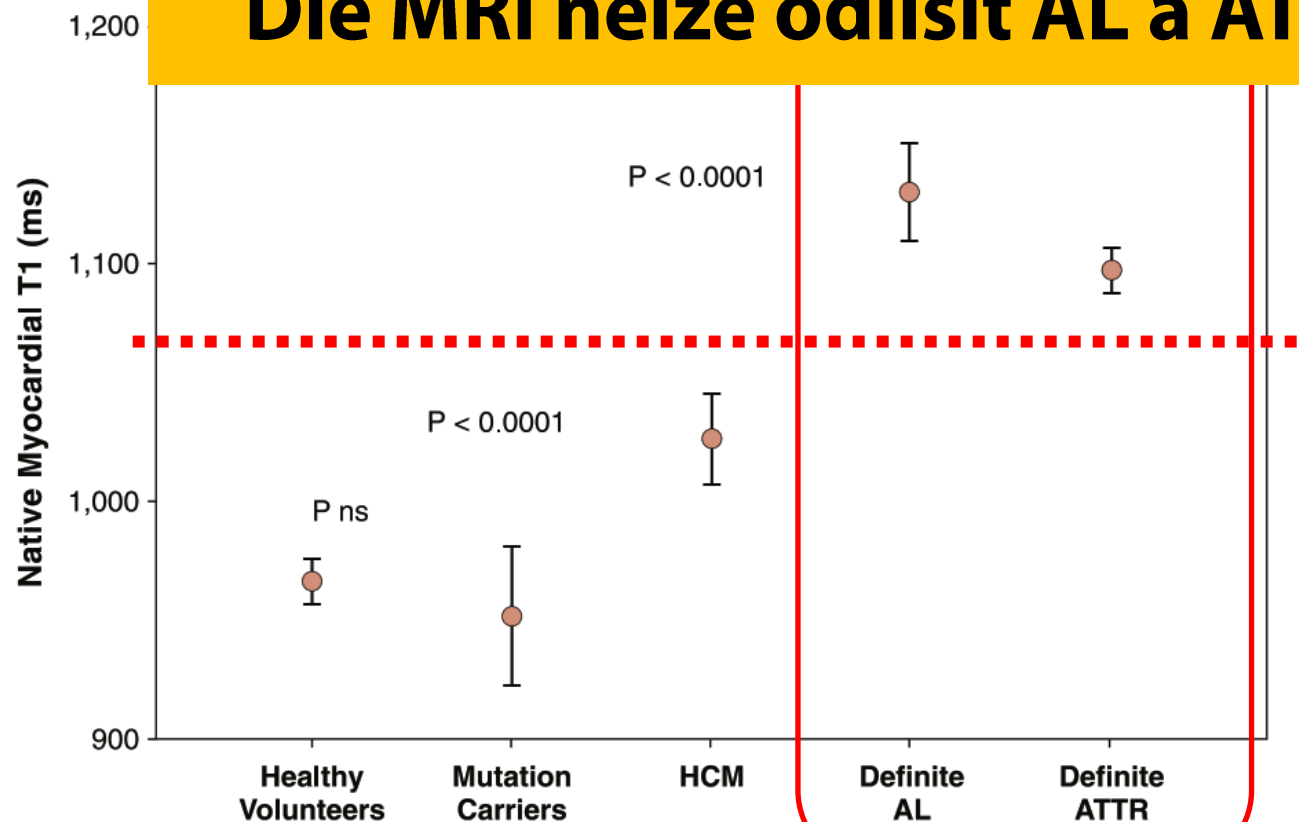 Dle MRI nelze odlišit AL a AT
1,200
1,100
1,000
900
Native Myocardial T1 (ms)
P < 0.0001
P < 0.0001
P ns
Healthy Volunteers
Mutation Carriers
HCM
Definite AL
Definite ATTR